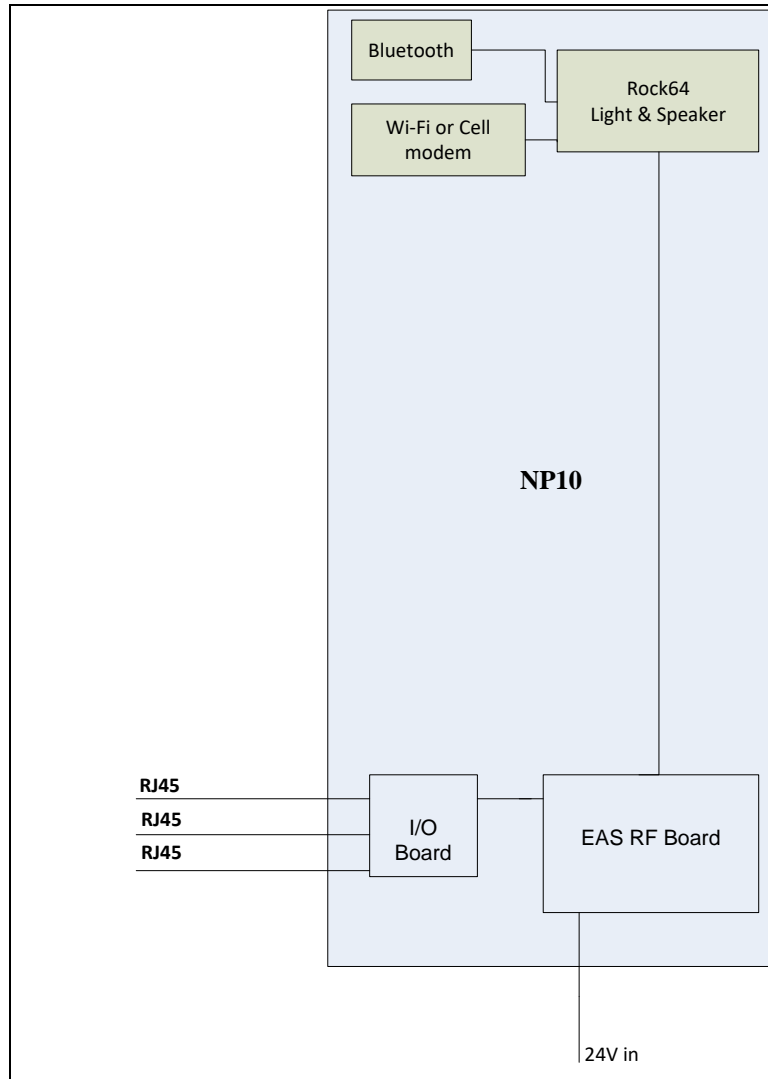 Bluetooth
Rock64
Light & Speaker
Wi-Fi or Cell
modem
NP10
RJ45
RJ45
RJ45
I/O
Board
EAS RF Board
24V in